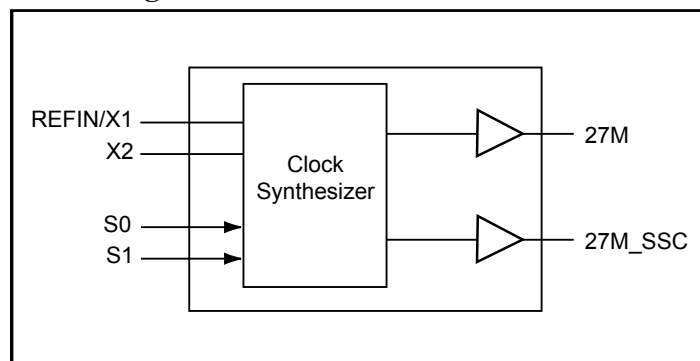 REFIN/X1
X2
S0
S1
Clock
Synthesizer
27M
27M_SSC